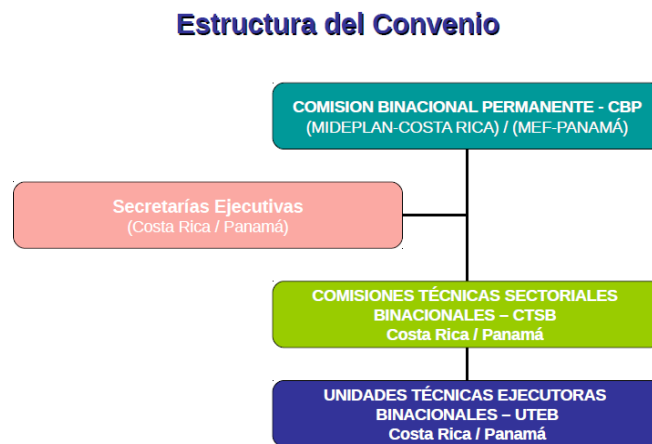 Estructura del Convenio
COMISION BINACIONAL PERMANENTE - CBP
(MIDEPLAN-COSTA RICA) / (MEF-PANAMÁ)
Secretarías Ejecutivas
(Costa Rica / Panamá)
COMISIONES TÉCNICAS SECTORIALES
BINACIONALES – CTSB
Costa Rica / Panamá
UNIDADES TÉCNICAS EJECUTORAS
BINACIONALES – UTEB
Costa Rica / Panamá